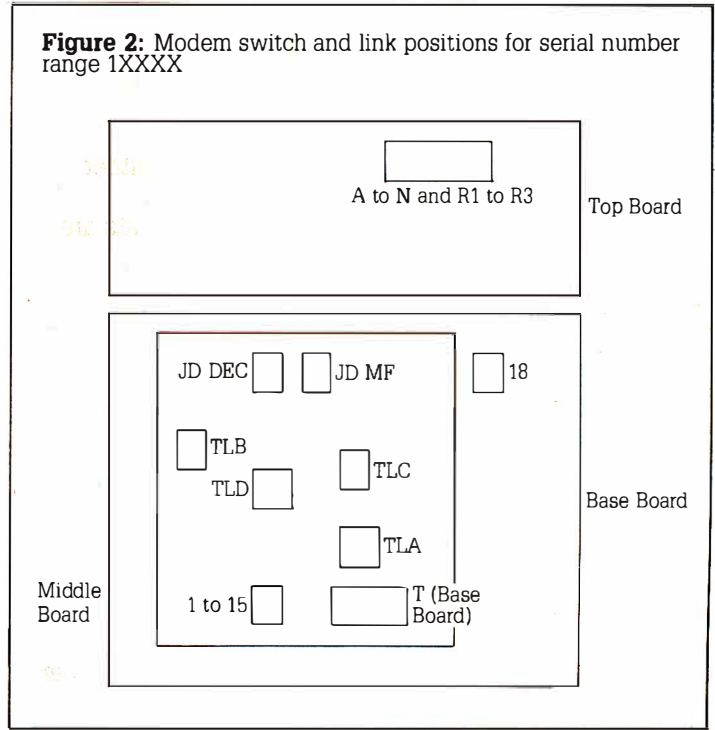 Figure 2: Modem switch and link positions for serial number
range 1XXXX
A to N and R1 to R3
Top Board
JD DEC
JD MF
18
TLB
TLC
TLD
Base Board
TLA
Middle
Board
1 to 15
T (Base
Board)